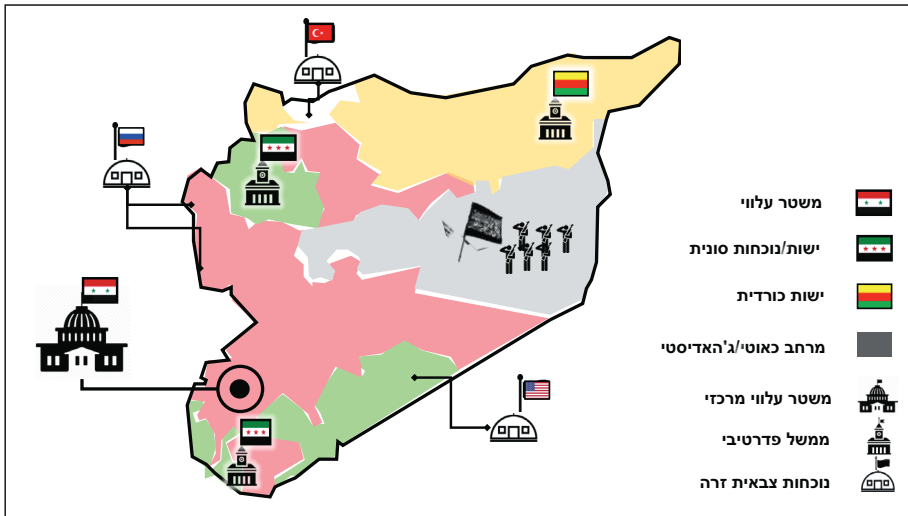 משטר עלווי
ישות/נוכחות סונית
ישות כורדית
מרחב כאוטי/ג'האדיסטי
משטר עלווי מרכזי
ממשל פדרטיבי
נוכחות צבאית זרה